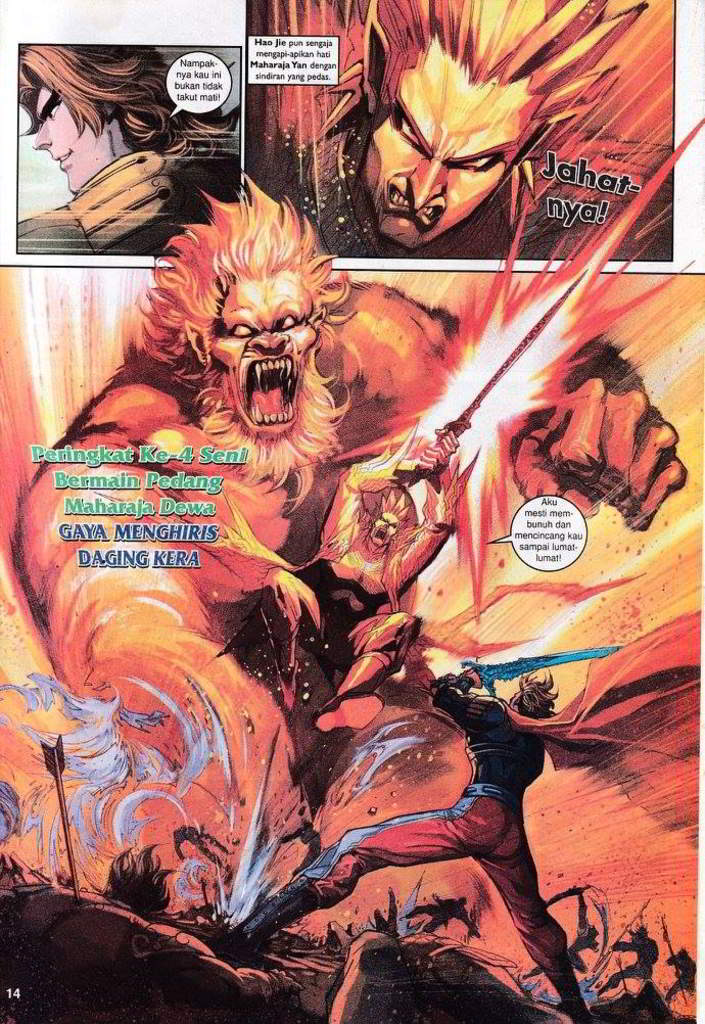 Nampak-
nya kau ini
bukan tidak
takut mati!
Hao Jie pun sengaja
mengapi-apikan hati
Maharaja Yan dengan
sindiran yang pedas.
Jahat-
nya!
Peringkat Ke-4 Seni
Bermain Pedang
Maharaja Dewa
GAYA MENGHIRIS
DAGING KERA
Aku
mesti mem-
bunuh dan
mencincang kau
sampai lumat-
lumat!
14